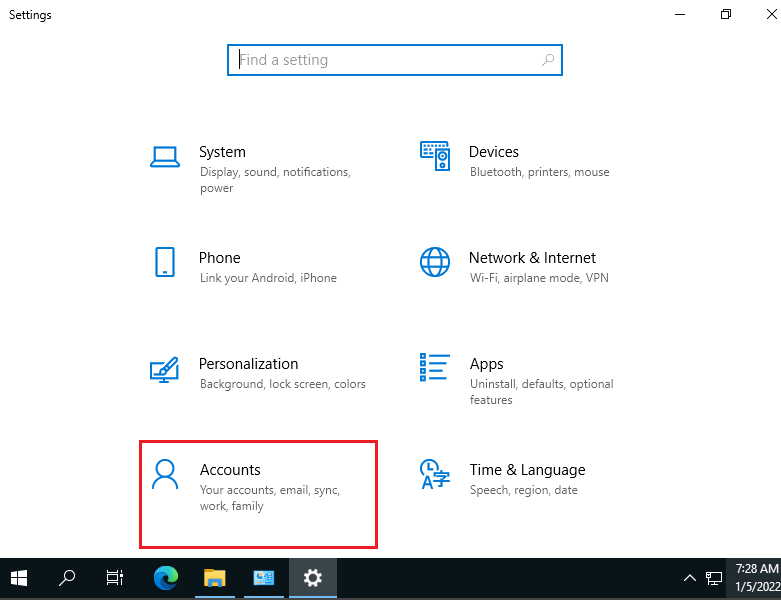 Settings
Find a setting
System
Display, sound, notifications,
power
Devices
Bluetooth, printers, mouse
Phone
Link your Android, iPhone
Network & Internet
Wi-Fi, airplane mode, VPN
Personalization
Background, lock screen, colors
Apps
Uninstall, defaults, optional
features
Accounts
Your accounts, email, sync,
work, family
Time & Language
Speech, region, date
7:28 AM
1/5/2022